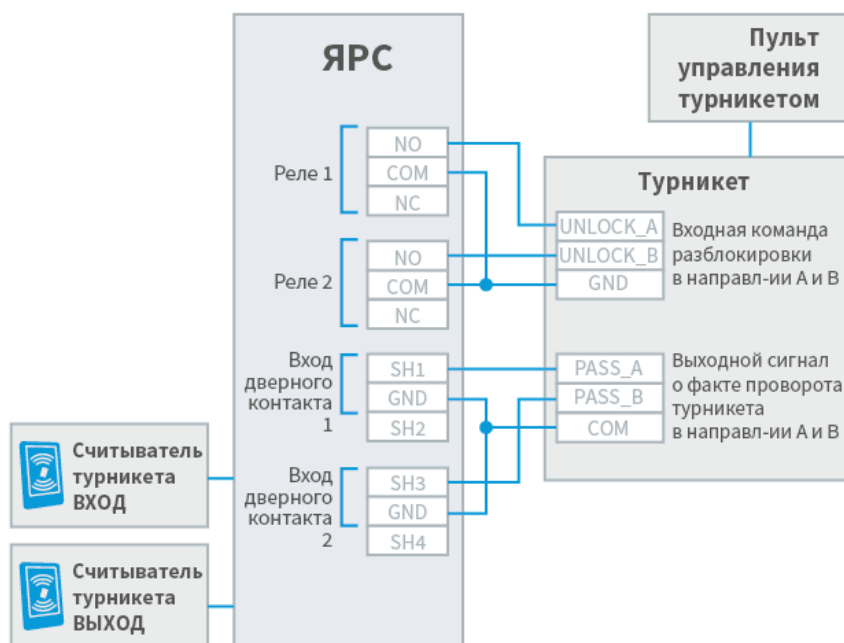 ЯРС
Реле 1
NO
COM
NC
Реле 2
NO
COM
NC
Вход
дверного
контакта
1
SH1
GND
SH2
Вход
дверного
контакта
2
SH3
GND
SH4
Считыватель
турникета
ВХОД
Считыватель
турникета
ВЫХОД
Пульт
управления
турникетом
Турникет
UNLOCK_A
UNLOCK_B
GND
Входная команда
разблокировки
в направл-ии А и В
PASS_A
PASS_B
COM
Выходной сигнал
о факте проворота
турникета
в направл-ии А и В